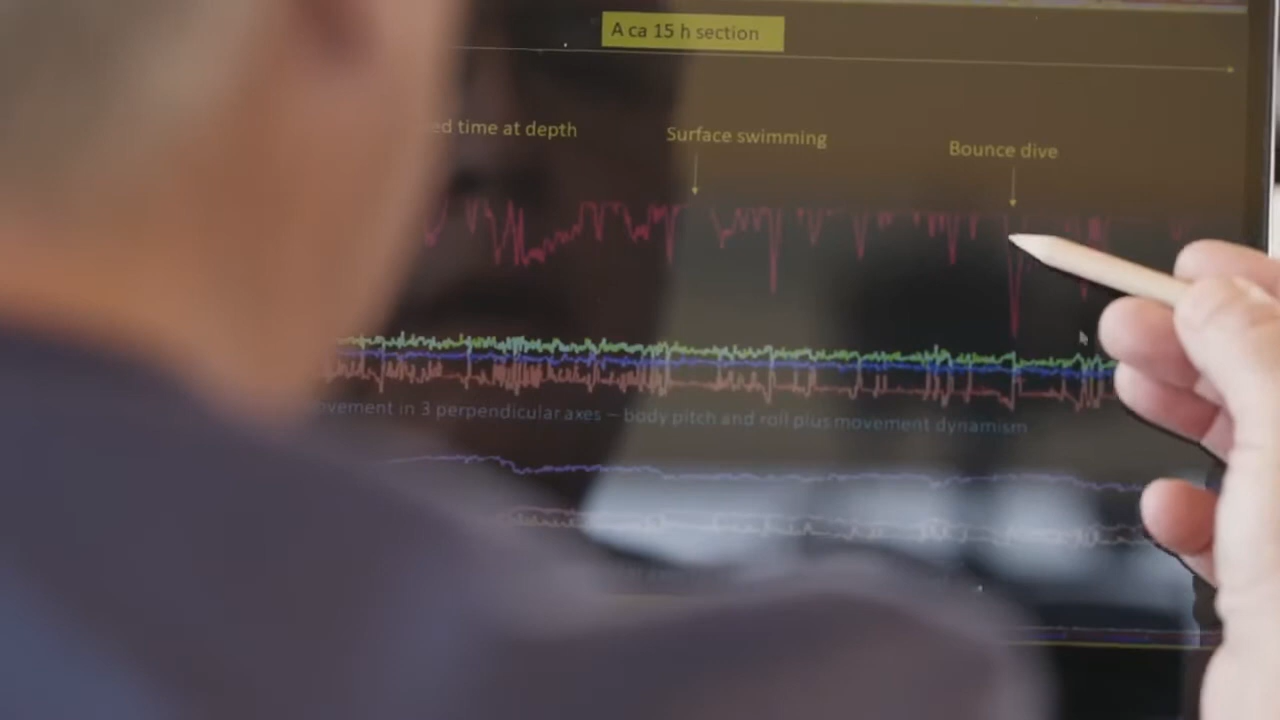 A ca 15 h section
ed time at depth
Surface swimming
Bounce dive
ovement in 3 perpendicular axes – body pitch and roll plus movement dynamism